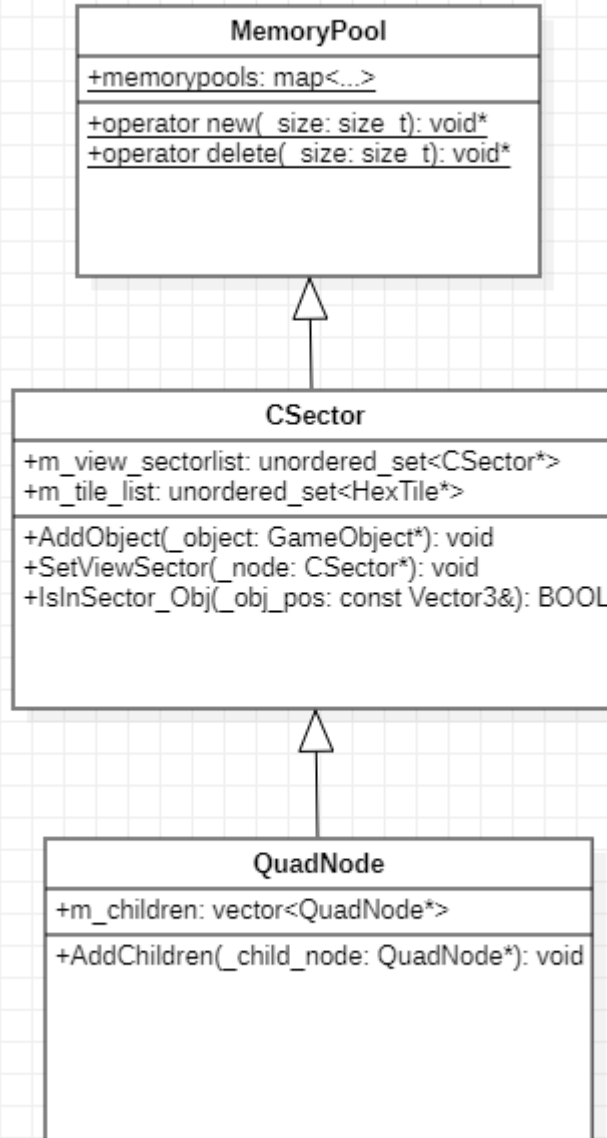 MemoryPool
+memorypools: map<...>
+operator new(_size: size_t): void*
+operator delete(_size: size_t): void*
CSector
+m_view_sectorlist: unordered_set<CSector*>
+m_tile_list: unordered_set<HexTile*>
+AddObject(_object: GameObject*): void
+SetViewSector(_node: CSector*): void
+IsInSector_Obj(_obj_pos: const Vector3&): BOOL
QuadNode
+m_children: vector<QuadNode*>
+AddChildren(_child_node: QuadNode*): void